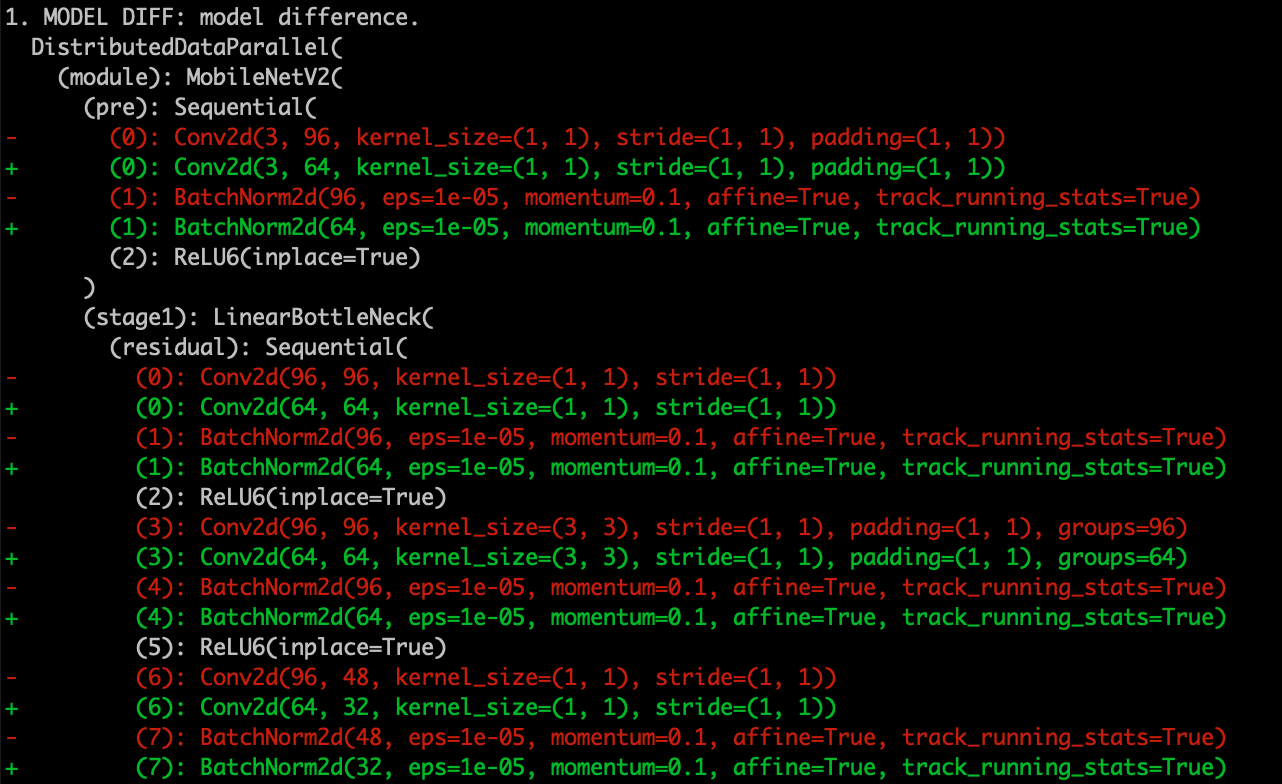 1. MODEL DIFF: model difference.
  DistributedDataParallel(
    (module): MobileNetV2(
      (pre): Sequential(
-       (0): Conv2d(3, 96, kernel_size=(1, 1), stride=(1, 1), padding=(1, 1))
+       (0): Conv2d(3, 64, kernel_size=(1, 1), stride=(1, 1), padding=(1, 1))
-       (1): BatchNorm2d(96, eps=1e-05, momentum=0.1, affine=True, track_running_stats=True)
+       (1): BatchNorm2d(64, eps=1e-05, momentum=0.1, affine=True, track_running_stats=True)
        (2): ReLU6(inplace=True)
      )
      (stage1): LinearBottleNeck(
        (residual): Sequential(
-         (0): Conv2d(96, 96, kernel_size=(1, 1), stride=(1, 1))
+         (0): Conv2d(64, 64, kernel_size=(1, 1), stride=(1, 1))
-         (1): BatchNorm2d(96, eps=1e-05, momentum=0.1, affine=True, track_running_stats=True)
+         (1): BatchNorm2d(64, eps=1e-05, momentum=0.1, affine=True, track_running_stats=True)
          (2): ReLU6(inplace=True)
-         (3): Conv2d(96, 96, kernel_size=(3, 3), stride=(1, 1), padding=(1, 1), groups=96)
+         (3): Conv2d(64, 64, kernel_size=(3, 3), stride=(1, 1), padding=(1, 1), groups=64)
-         (4): BatchNorm2d(96, eps=1e-05, momentum=0.1, affine=True, track_running_stats=True)
+         (4): BatchNorm2d(64, eps=1e-05, momentum=0.1, affine=True, track_running_stats=True)
          (5): ReLU6(inplace=True)
-         (6): Conv2d(96, 48, kernel_size=(1, 1), stride=(1, 1))
+         (6): Conv2d(64, 32, kernel_size=(1, 1), stride=(1, 1))
-         (7): BatchNorm2d(48, eps=1e-05, momentum=0.1, affine=True, track_running_stats=True)
+         (7): BatchNorm2d(32, eps=1e-05, momentum=0.1, affine=True, track_running_stats=True)